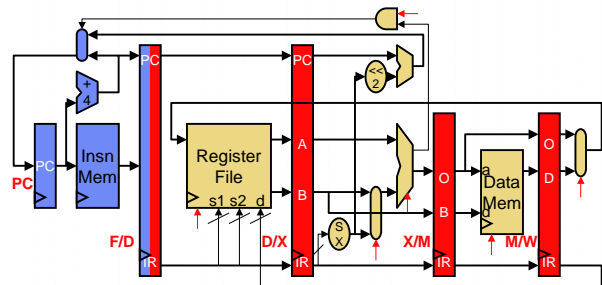 <<
2
+
4
PC
PC
O
D
A
B
PC
PC
Insn
Mem
Register
File
s1 s2 d
S
X
O
B
a
d
Data
Mem
F/D
D/X
X/M
M/W
IR
IR
IR
IR